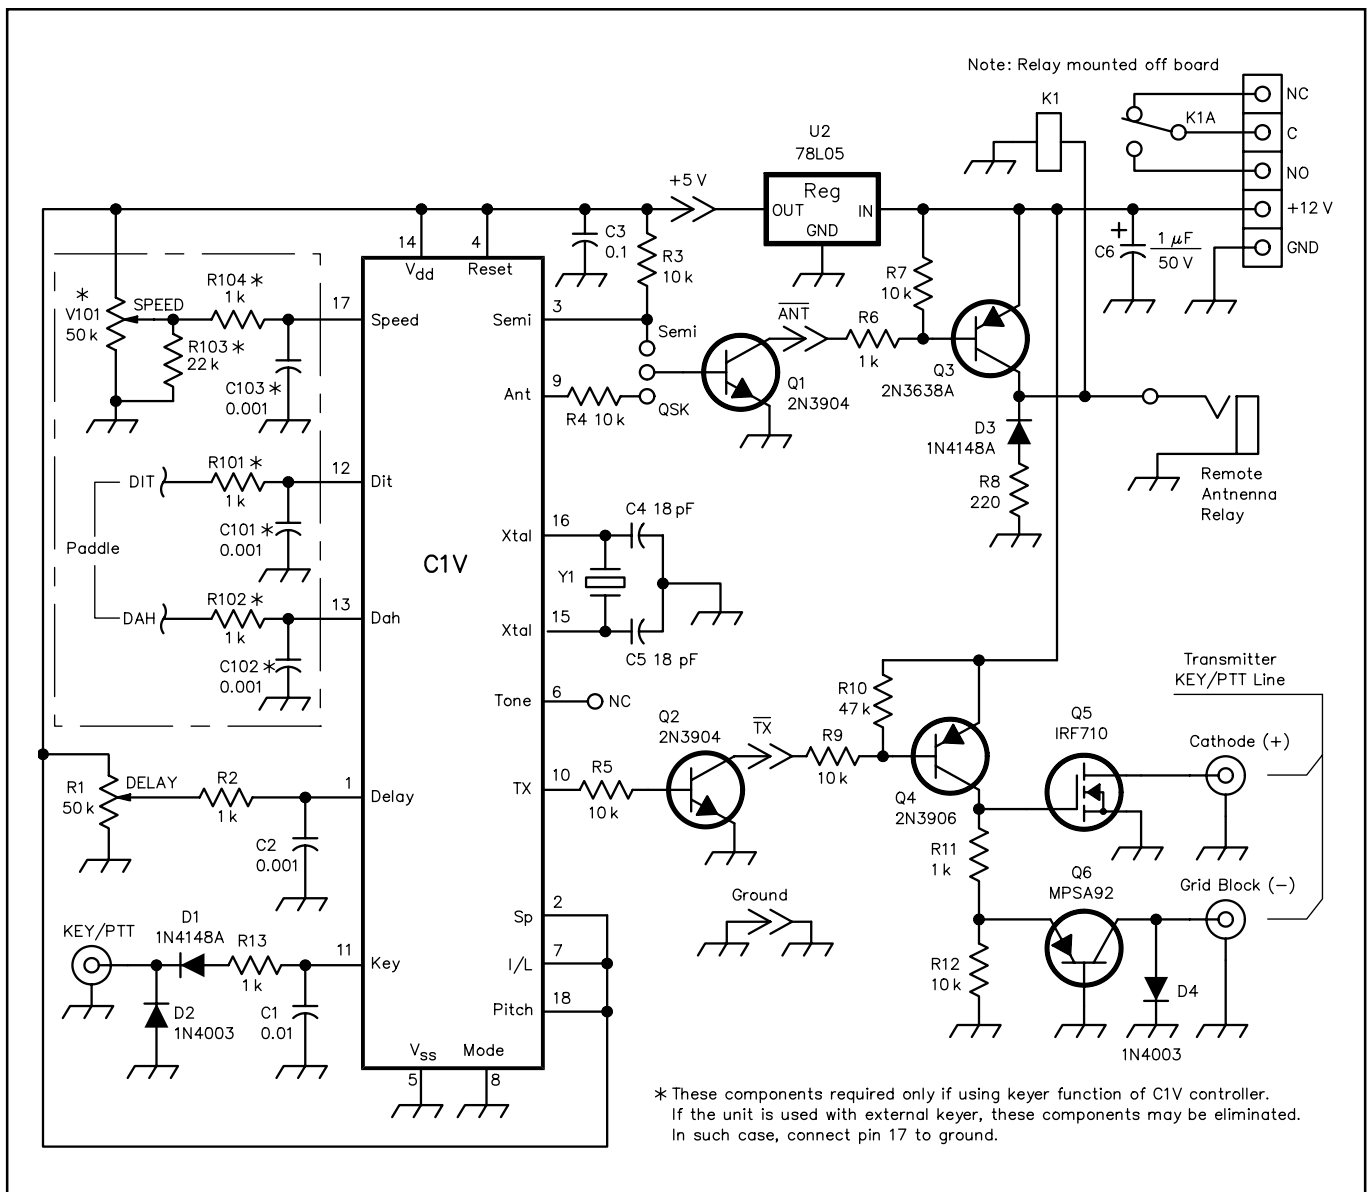 Note: Relay mounted off board
K1
K1A
NC
C
NO
+12 V
GND
U2
78L05
Reg
OUT
IN
GND
+5 V
C6
+
1 µF
50 V
14
Vdd
4
Reset
C3
0.1
R3
10 k
R7
10 k
*
V101
50 k
SPEED
R104 *
1 k
17
Speed
R103 *
22 k
C103 *
0.001
Semi
3
Semi
QSK
Ant
9
R4 10 k
ANT
Q1
2N3904
R6
1 k
Q3
2N3638A
D3
1N4148A
R8
220
Remote
Antnenna
Relay
Paddle
DIT
R101 *
1 k
12
Dit
C101 *
0.001
DAH
R102 *
1 k
13
Dah
C102 *
0.001
C1V
Xtal
16
C4 18 pF
Y1
Xtal
15
C5 18 pF
Tone
6
NC
TX
10
R5
10 k
Q2
2N3904
TX
R9
10 k
R10
47 k
Q4
2N3906
Transmitter
KEY/PTT Line
Q5
IRF710
Cathode (+)
R11
1 k
Q6
MPSA92
Grid Block (−)
R12
10 k
D4
1N4003
R1
50 k
DELAY
R2
1 k
1
Delay
C2
0.001
Ground
KEY/PTT
D1
1N4148A
R13
1 k
11
Key
D2
1N4003
C1
0.01
Sp
2
I/L
7
Pitch
18
Vss
5
Mode
8
* These components required only if using keyer function of C1V controller.
If the unit is used with external keyer, these components may be eliminated.
In such case, connect pin 17 to ground.